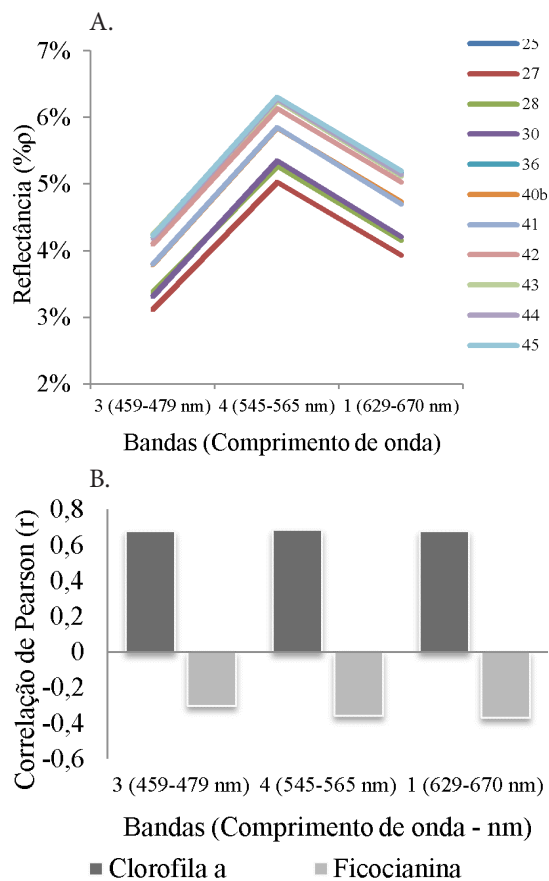 A.
7%
6%
5%
4%
3%
2%
Reflectância (%ρ)
3 (459-479 nm) 4 (545-565 nm) 1 (629-670 nm)
Bandas (Comprimento de onda)
25
27
28
30
36
40b
41
42
43
44
45
B.
0,8
0,6
0,4
0,2
0
-0,2
-0,4
-0,6
Correlação de Pearson (r)
3 (459-479 nm) 4 (545-565 nm) 1 (629-670 nm)
Bandas (Comprimento de onda - nm)
Clorofila a Ficocianina